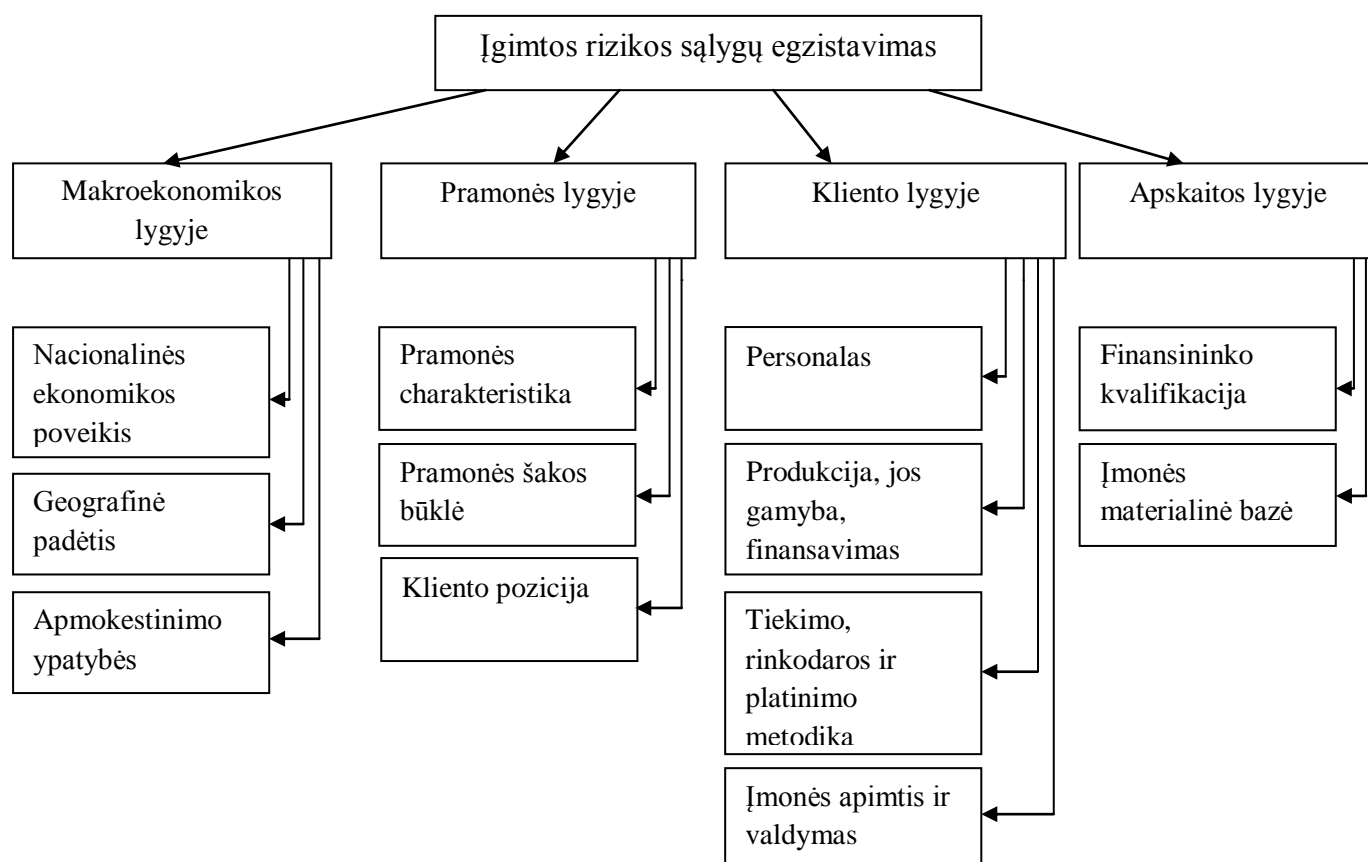 Įgimtos rizikos sąlygų egzistavimas
Makroekonomikos
lygyje
Pramonės lygyje
Kliento lygyje
Apskaitos lygyje
Nacionalinės
ekonomikos
poveikis
Geografinė
padėtis
Apmokestinimo
ypatybės
Pramonės
charakteristika
Pramonės šakos
būklė
Kliento pozicija
Personalas
Produkcija, jos
gamyba,
finansavimas
Tiekimo,
rinkodaros ir
platinimo
metodika
Įmonės apimtis ir
valdymas
Finansininko
kvalifikacija
Įmonės
materialinė bazė